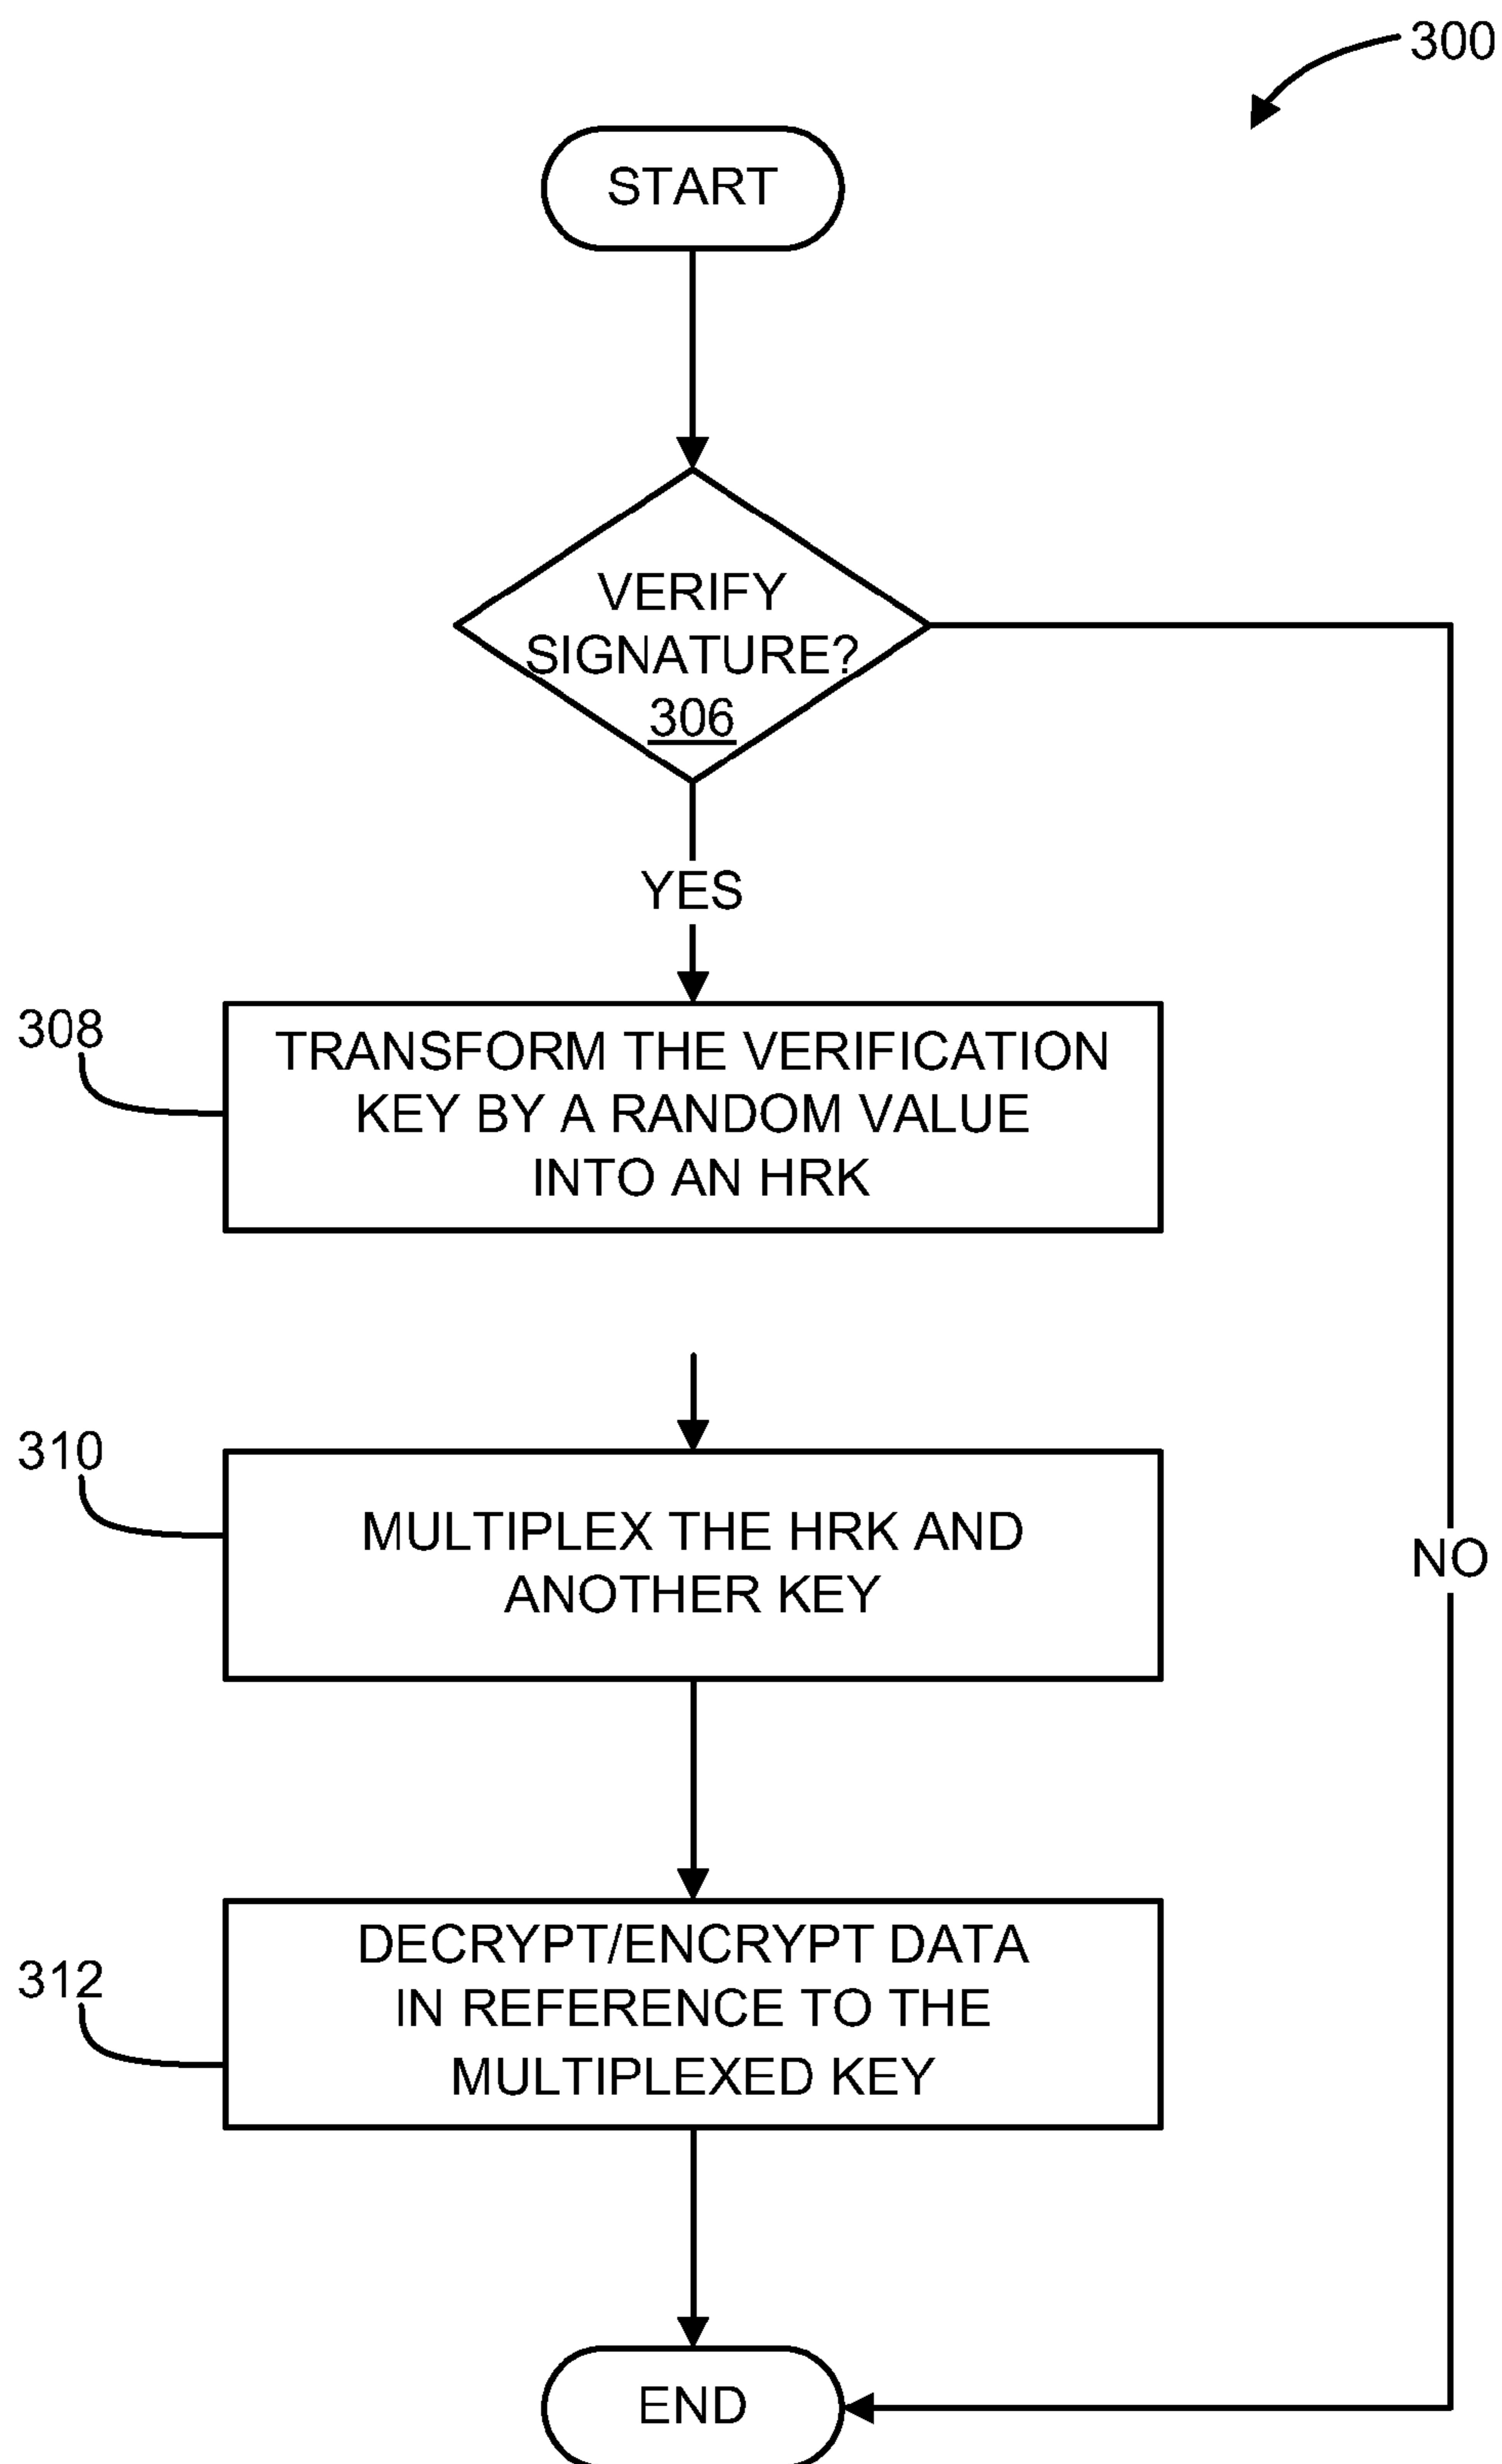 300
START
VERIFY
SIGNATURE?
306
YES
308
TRANSFORM THE VERIFICATION
KEY BY A RANDOM VALUE
INTO AN HRK
310
MULTIPLEX THE HRK AND
ANOTHER KEY
NO
312
DECRYPT/ENCRYPT DATA
IN REFERENCE TO THE
MULTIPLEXED KEY
END